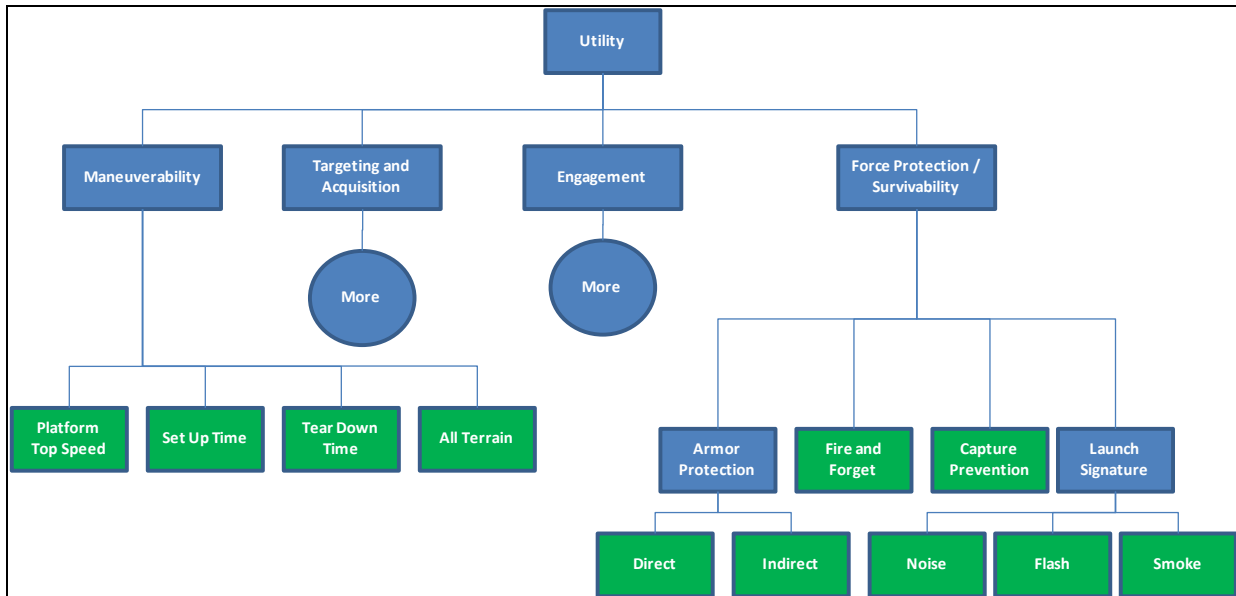 Utility
Maneuverability
Targeting and
Acquisition
Engagement
Force Protection /
Survivability
More
More
Platform
Top Speed
Set Up Time
Tear Down
Time
All Terrain
Armor
Protection
Fire and
Forget
Capture
Prevention
Launch
Signature
Direct
Indirect
Noise
Flash
Smoke